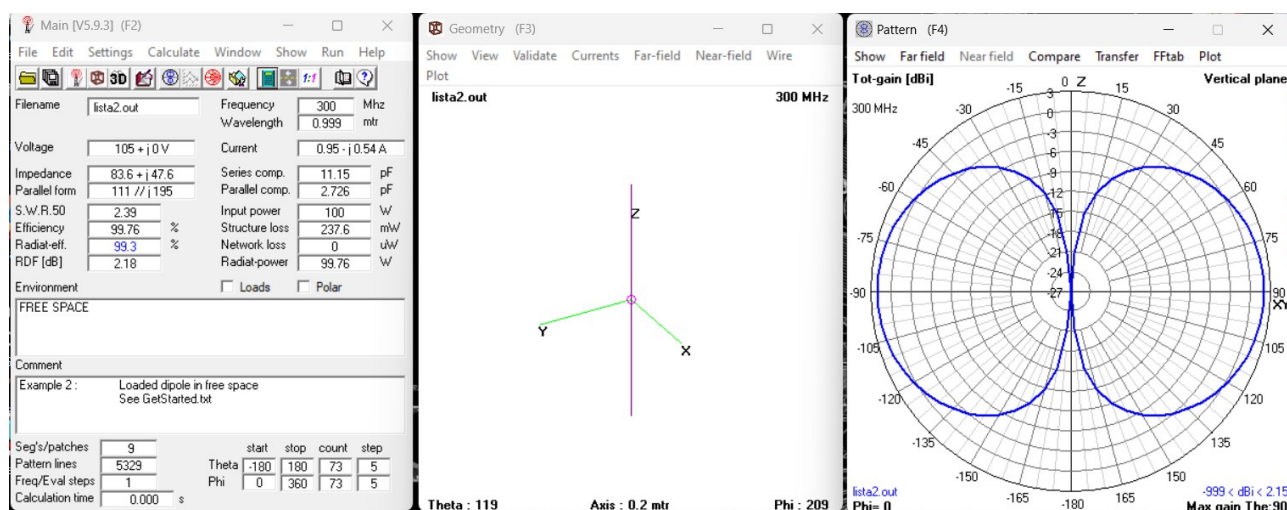 Main [V5.9.3] (F2)
File Edit Settings Calculate Window Show Run Help
3D 1:1
Filename lista2.out Frequency 300 Mhz
Wavelength 0.999 mtr
Voltage 105 + j 0 V Current 0.95 - j 0.54 A
Impedance 83.6 + j 47.6 Series comp. 11.15 pF
Parallel form 111 // j 195 Parallel comp. 2.726 pF
S.W.R.50 2.39 Input power 100 W
Efficiency 99.76 % Structure loss 237.6 mW
Radiat-eff. 99.3 % Network loss 0 uW
RDF [dB] 2.18 Radiat-power 99.76 W
Environment Loads Polar
FREE SPACE
Comment
Example 2 : Loaded dipole in free space
See GetStarted.txt
Seg's/patches 9 start stop count step
Pattern lines 5329 Theta -180 180 73 5
Freq/Eval steps 1 Phi 0 360 73 5
Calculation time 0.000 s
Geometry (F3)
Show View Validate Currents Far-field Near-field Wire
Plot
lista2.out 300 MHz
Z
Y
X
Theta : 119 Axis : 0.2 mtr Phi : 209
Pattern (F4)
Show Far field Near field Compare Transfer FFtab Plot
Tot-gain [dBi] Vertical plane
300 MHz
-15 0 Z 15
-30 3 30
0
-45 -3 45
-6
-60 -9 60
-12
-75 -15 75
-18
-21
-24
-90 -27 90
XY
-105 105
-120 120
-135 135
-150 150
-165 -180 165
lista2.out -999 < dBi < 2.15
Phi= 0 Max gain The:90